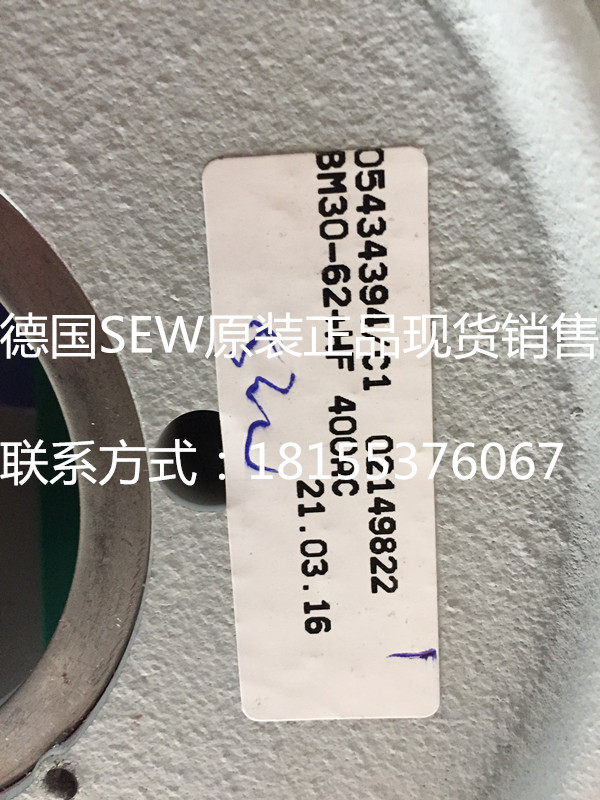 05434394/C1 02149822
BM30-62-HF 40VAC
21.03.16
德国SEW原装正品现货销售
联系方式：18155376067